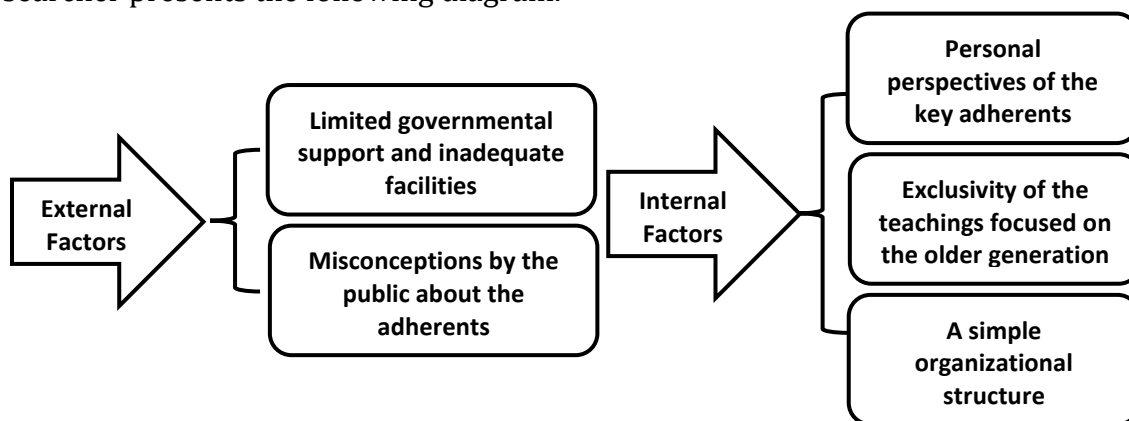 searcher presents the following diagram:
External
Factors
Limited governmental
support and inadequate
facilities
Misconceptions by the
public about the
adherents
Internal
Factors
Personal
perspectives of the
key adherents
Exclusivity of the
teachings focused on
the older generation
A simple
organizational
structure